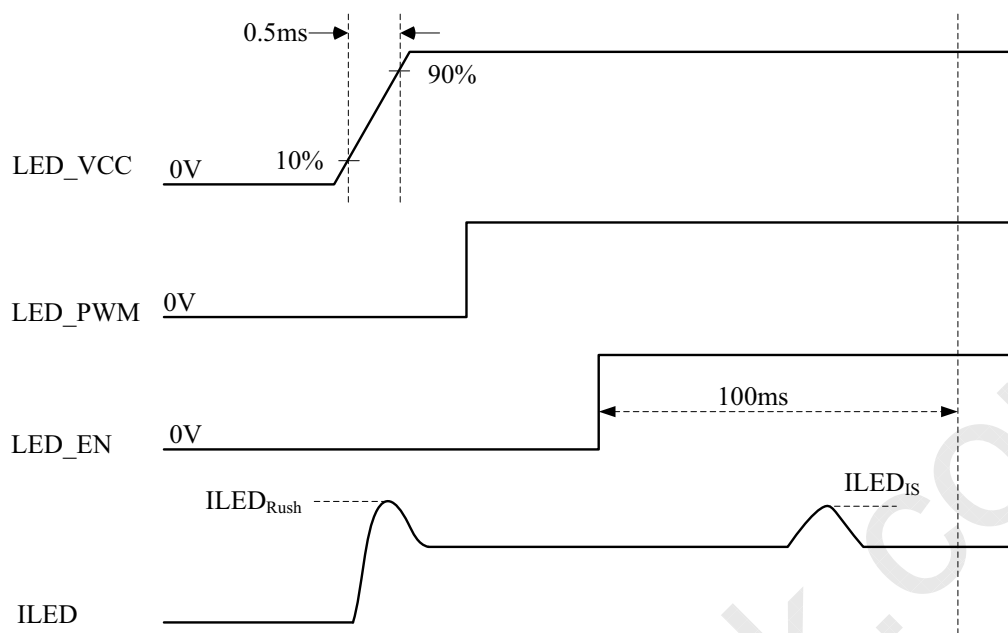 0.5ms
90%
10%
LED_VCC
0V
0V
LED_PWM
100ms
0V
LED_EN
ILED_IS
ILED_Rush
ILED